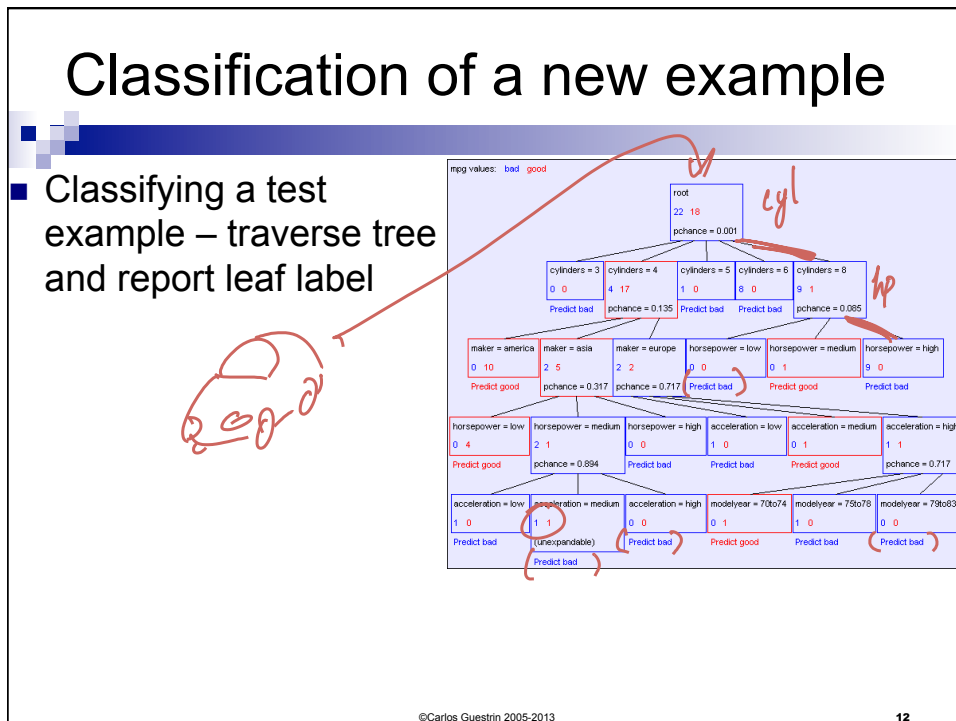 Classification of a new example
■ Classifying a test
example – traverse tree
and report leaf label
mpg values: bad good
root
22 18
pchance = 0.001
cyl
cylinders = 3 cylinders = 4 cylinders = 5 cylinders = 6 cylinders = 8
0 0 4 17 1 0 8 0 9 1
Predict bad pchance = 0.135 Predict bad Predict bad pchance = 0.085
hp
maker = america maker = asia maker = europe horsepower = low horsepower = medium horsepower = high
0 10 2 5 2 2 0 0 0 1 9 0
Predict good pchance = 0.317 pchance = 0.717 (Predict bad) Predict good Predict bad
horsepower = low horsepower = medium horsepower = high acceleration = low acceleration = medium acceleration = high
0 4 2 1 0 0 1 0 0 1 1 1
Predict good pchance = 0.894 Predict bad Predict bad Predict good pchance = 0.717
acceleration = low acceleration = medium acceleration = high modelyear = 70to74 modelyear = 75to78 modelyear = 79to83
1 0 1 1 0 0 0 1 1 0 0 0
Predict bad (unexpandable) (Predict bad) Predict good Predict bad (Predict bad)
(Predict bad)
©Carlos Guestrin 2005-2013
12